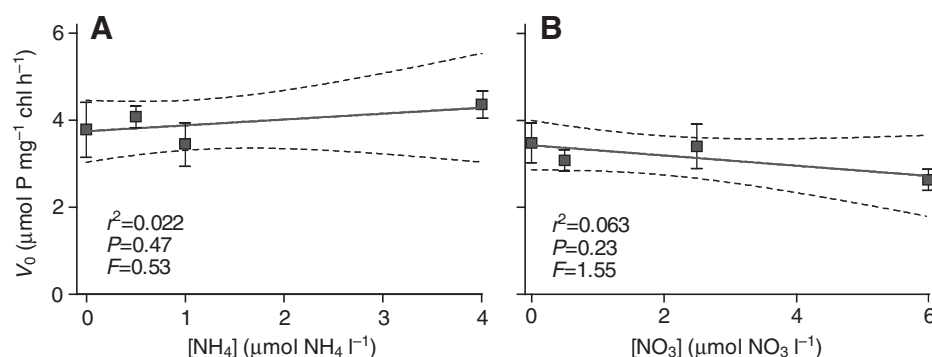 A
B
V₀ (μmol P mg⁻¹ chl h⁻¹)
6
4
2
0
r²=0.022
P=0.47
F=0.53
0 1 2 3 4
[NH₄] (μmol NH₄ l⁻¹)
r²=0.063
P=0.23
F=1.55
0 2 4 6
[NO₃] (μmol NO₃ l⁻¹)